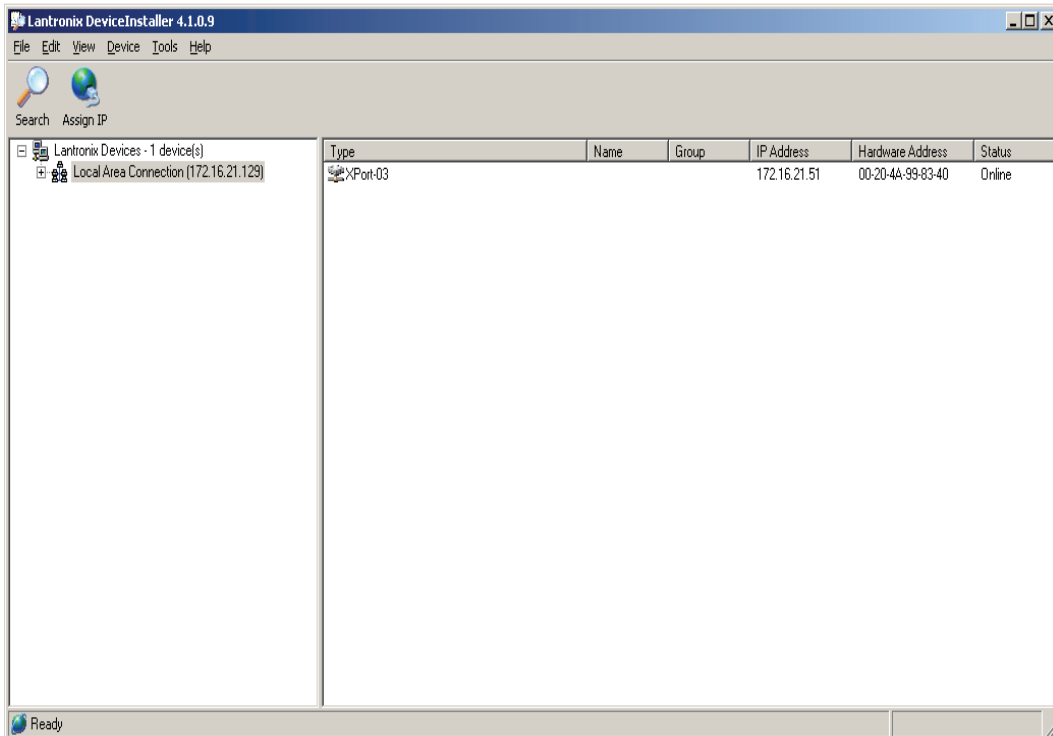 Lantronix DeviceInstaller 4.1.0.9
File Edit View Device Tools Help
Search Assign IP
Lantronix Devices - 1 device(s)
Local Area Connection (172.16.21.129)
Type Name Group IP Address Hardware Address Status
XPort-03 172.16.21.51 00-20-4A-99-83-40 Online
Ready